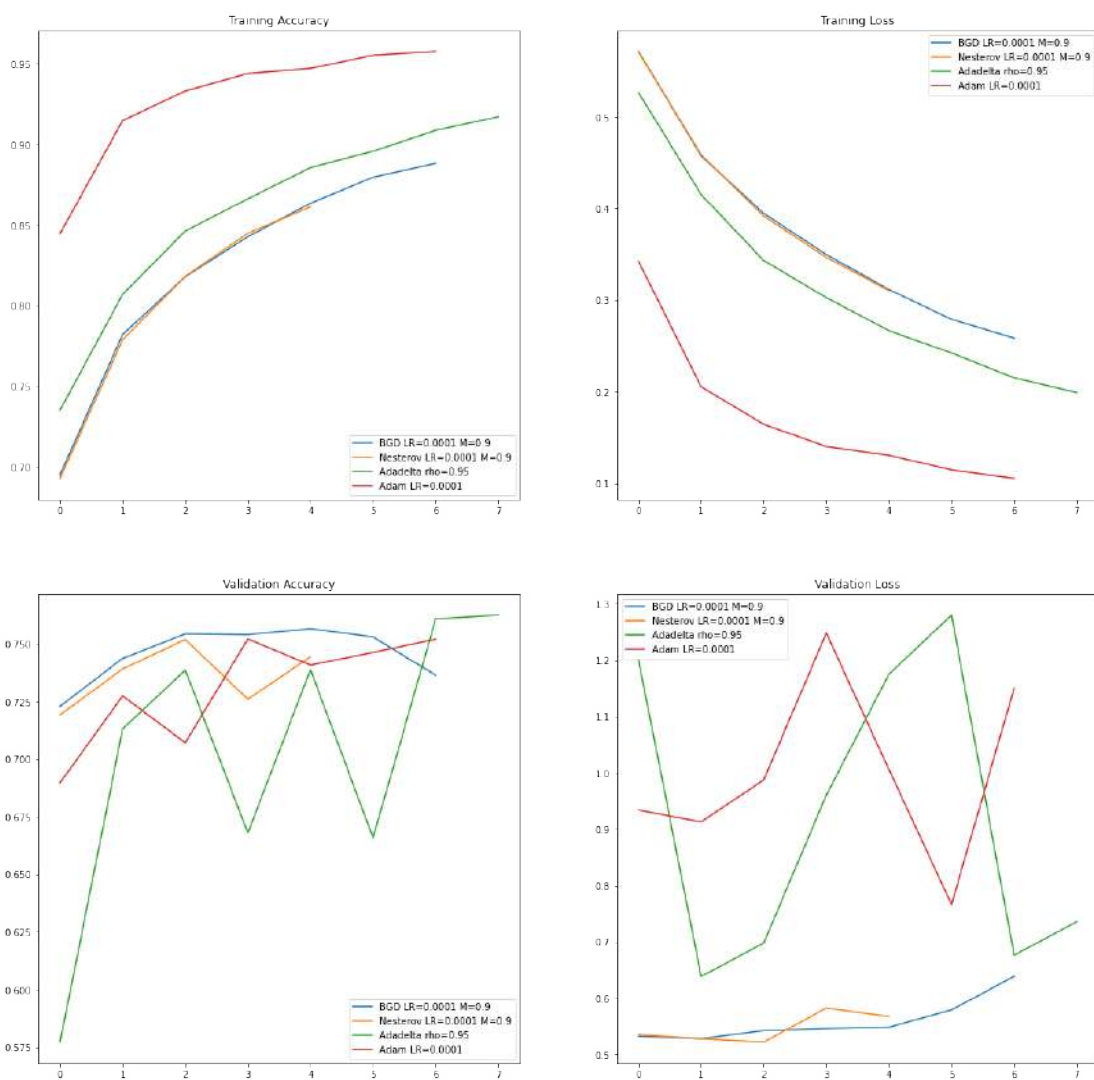 Training Accuracy
0.95
0.90
0.85
0.80
0.75
0.70
0 1 2 3 4 5 6 7
BGD LR=0.0001 M=0.9
Nesterov LR=0.0001 M=0.9
Adadelta rho=0.95
Adam LR=0.0001
Training Loss
0.5
0.4
0.3
0.2
0.1
0 1 2 3 4 5 6 7
BGD LR=0.0001 M=0.9
Nesterov LR=0.0001 M=0.9
Adadelta rho=0.95
Adam LR=0.0001
Validation Accuracy
0.750
0.725
0.700
0.675
0.650
0.625
0.600
0.575
0 1 2 3 4 5 6 7
BGD LR=0.0001 M=0.9
Nesterov LR=0.0001 M=0.9
Adadelta rho=0.95
Adam LR=0.0001
Validation Loss
1.3
1.2
1.1
1.0
0.9
0.8
0.7
0.6
0.5
0 1 2 3 4 5 6 7
BGD LR=0.0001 M=0.9
Nesterov LR=0.0001 M=0.9
Adadelta rho=0.95
Adam LR=0.0001